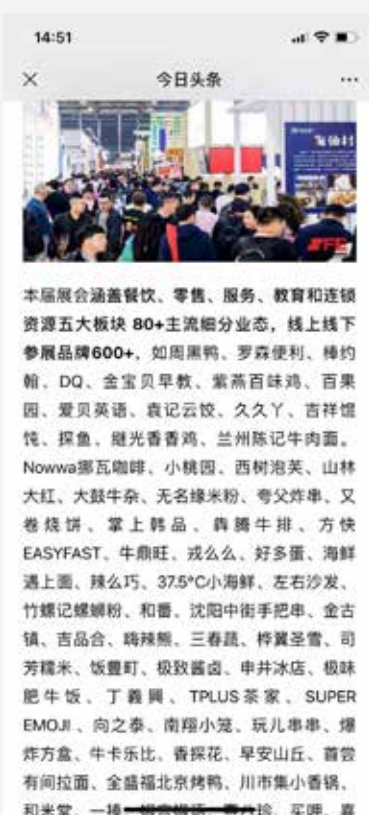 14:51
今日头条
SFE
本届展会涵盖餐饮、零售、服务、教育和连锁
资源五大板块 80+主流细分业态，线上线下
参展品牌600+，如周黑鸭、罗森便利、棒约
翰、DQ、金宝贝早教、紫燕百味鸡、百果
园、爱贝英语、袁记云饺、久久丫、吉祥馄
饨、探鱼、继光香香鸡、兰州陈记牛肉面。
Nowwa挪瓦咖啡、小桃园、西树泡芙、山林
大红、大鼓牛杂、无名缘米粉、夸父炸串、又
卷烧饼、掌上韩品、犇腾牛排、方快
EASYFAST、牛鼎旺、戎么么、好多蛋、海鲜
遇上面、辣么巧、37.5°C小海鲜、左右沙发、
竹螺记螺蛳粉、和番、沈阳中街手把串、金古
镇、吉品合、嗨辣熊、三春蔬、桦翼圣雪、司
芳糯米、饭豊町、极致酱卤、申井冰店、极味
肥牛饭、丁義興、TPLUS茶家、SUPER
EMOJI、向之泰、南翔小笼、玩儿串串、爆
炸方盒、牛卡乐比、香探花、早安山丘、首尝
有间拉面、全盛福北京烤鸭、川市集小香锅、
和米堂、一捧
珍、买呷、喜